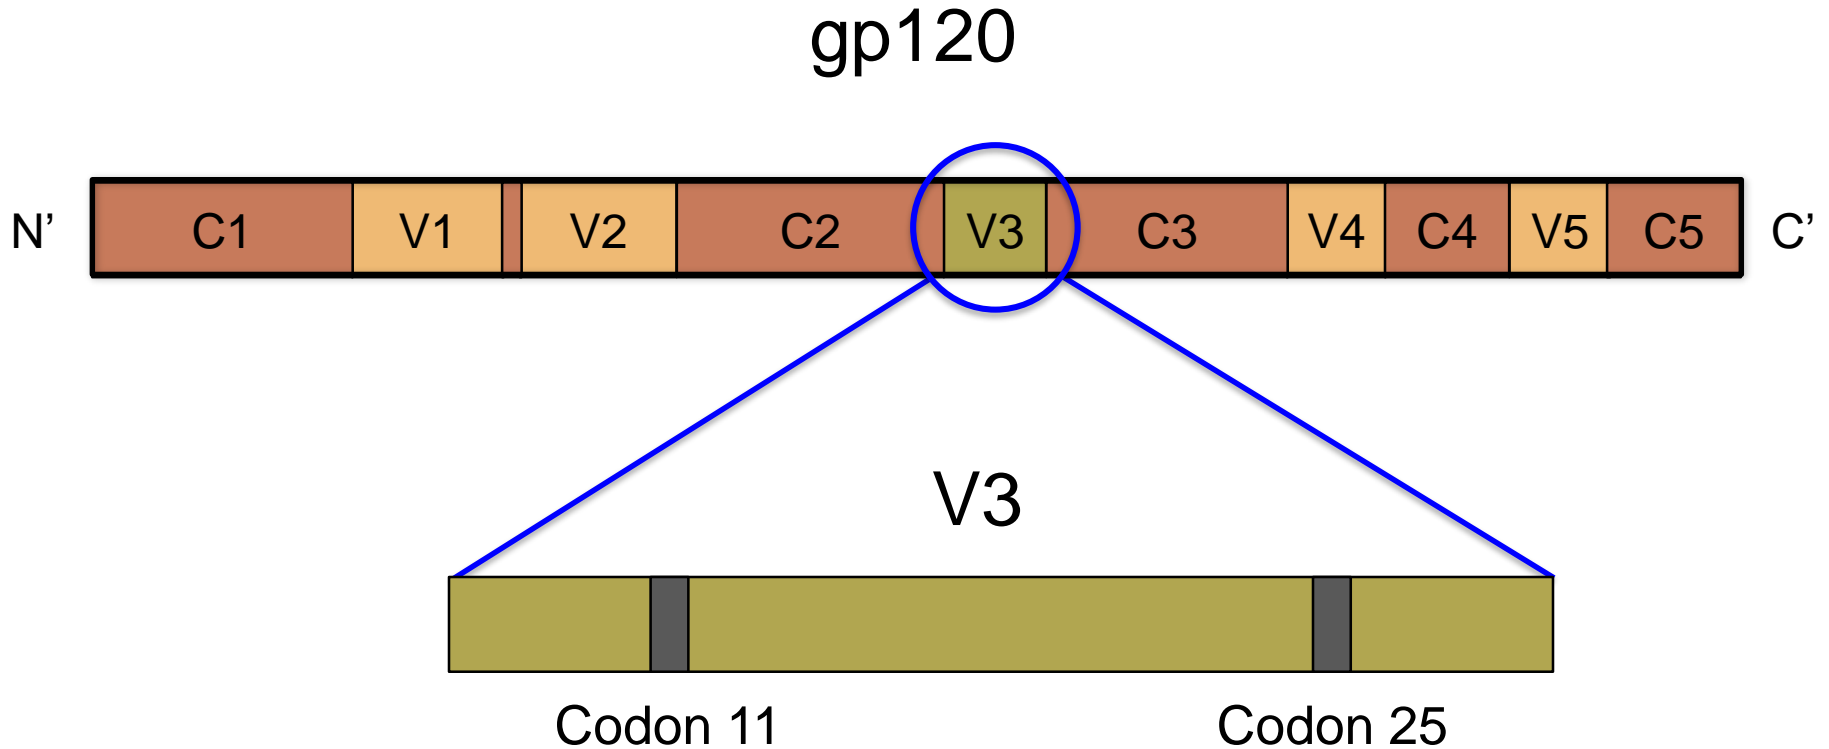 gp120
N’ C1 V1 V2 C2 V3 C3 V4 C4 V5 C5 C’
V3
Codon 11 Codon 25